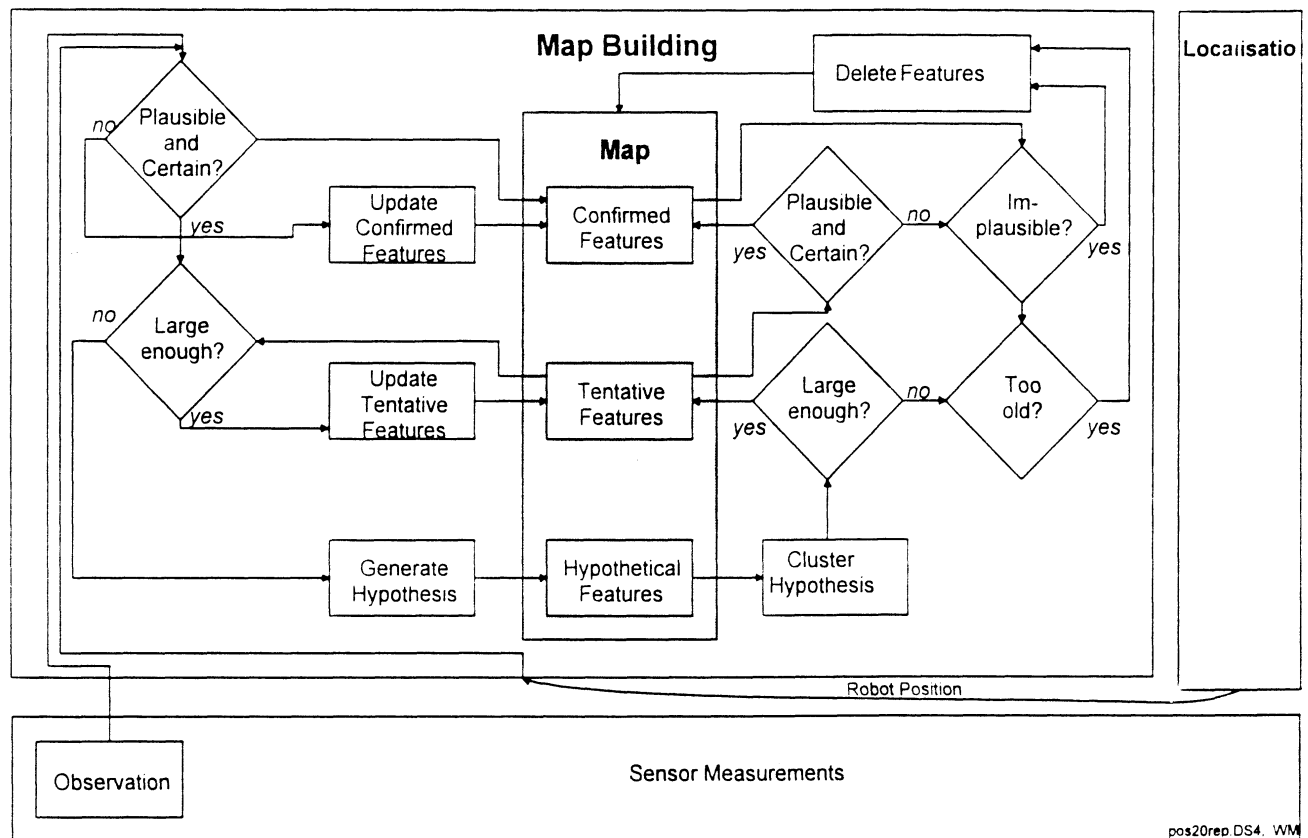 Map Building
Localisatio
Delete Features
no
Plausible
and
Certain?
yes
Map
Update
Confirmed
Features
Confirmed
Features
Plausible
and
Certain?
no
yes
Im-
plausible?
yes
no
Large
enough?
yes
Update
Tentative
Features
Tentative
Features
Large
enough?
no
yes
Too
old?
yes
Generate
Hypothesis
Hypothetical
Features
Cluster
Hypothesis
Robot Position
Observation
Sensor Measurements
pos20rep.DS4, WM